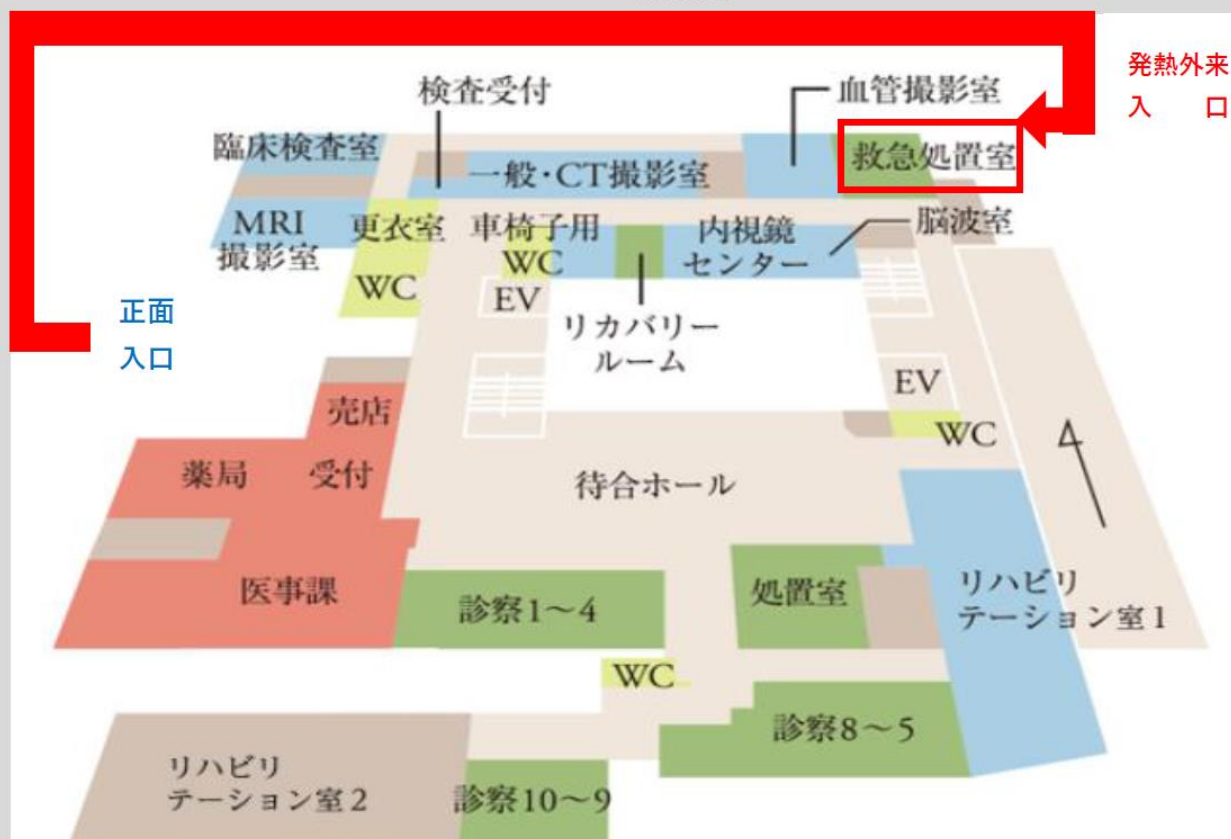 発熱外来
入　口
検査受付
血管撮影室
臨床検査室
一般・CT撮影室
救急処置室
MRI
撮影室
更衣室
WC
車椅子用
WC
内視鏡
センター
脳波室
EV
リカバリー
ルーム
正面
入口
EV
WC
売店
薬局
受付
待合ホール
医事課
診察1～4
処置室
リハビリ
テーション室1
WC
診察8～5
リハビリ
テーション室2
診察10～9